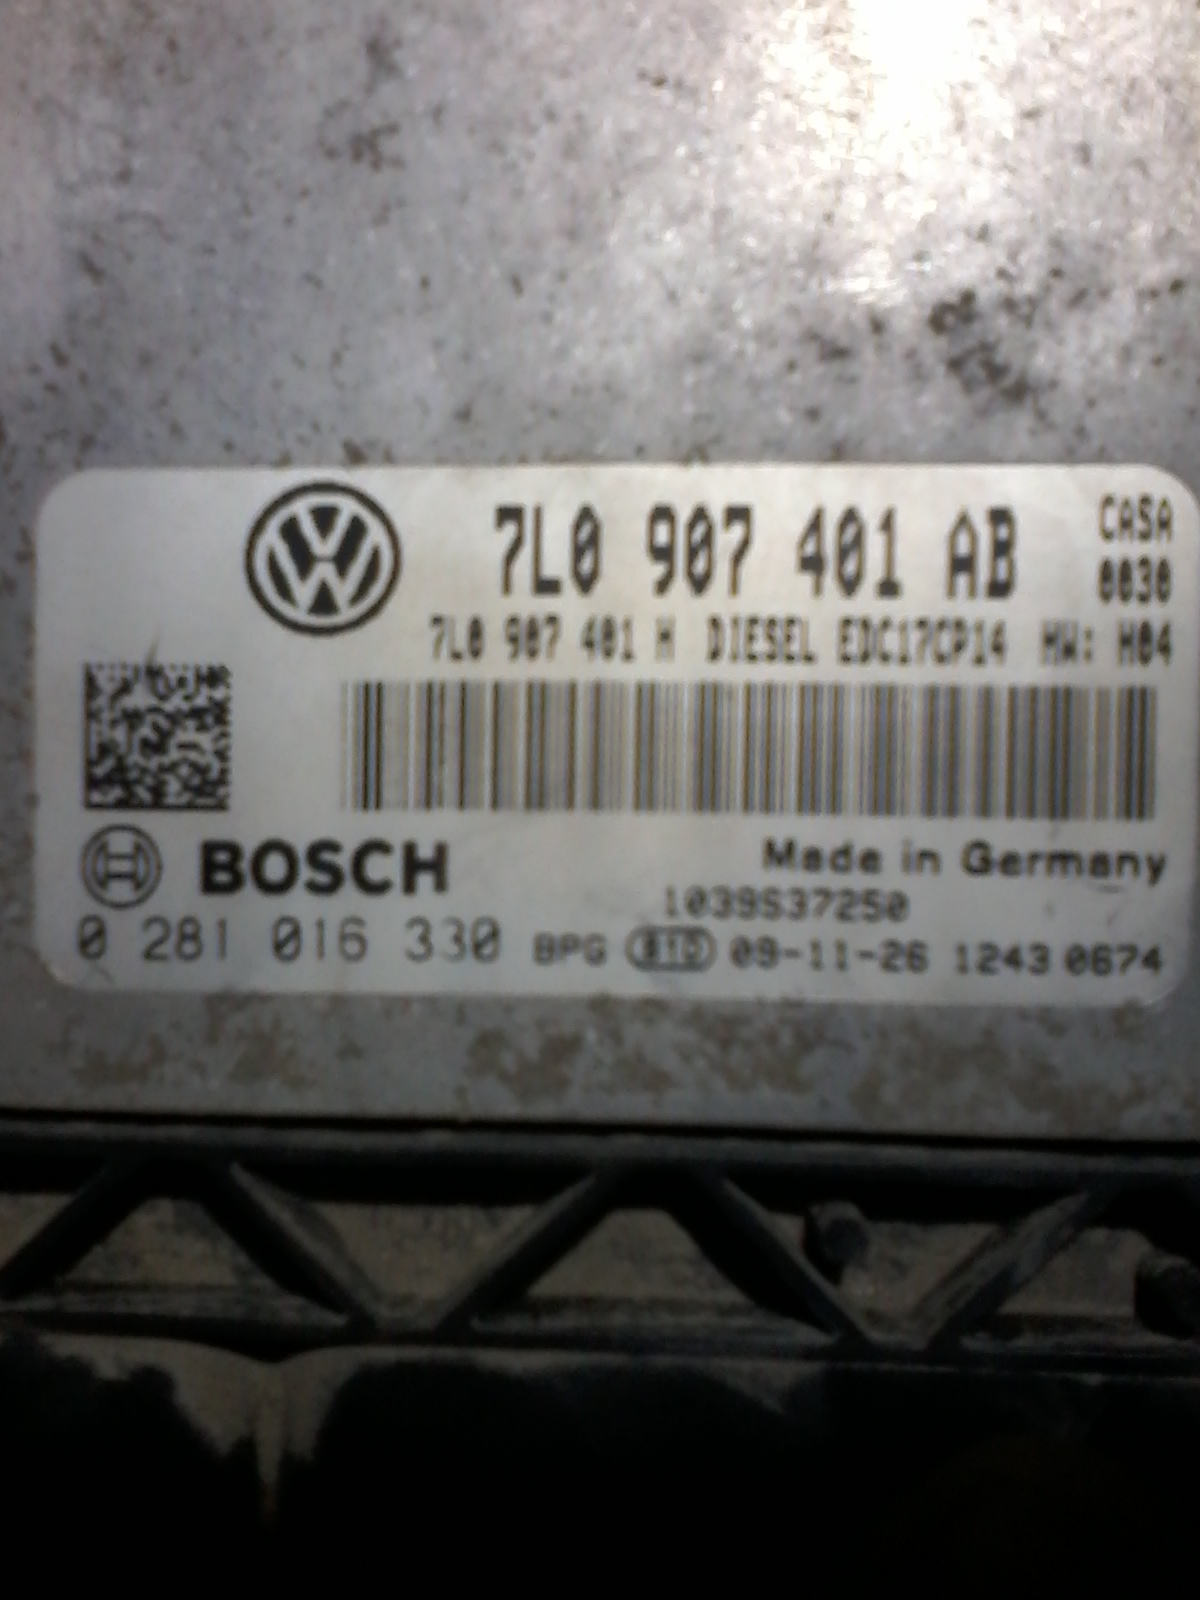 7L0 907 401 AB
CASA
0030
7L0 907 401 H DIESEL EDC17CP14 HW: H04
BOSCH
Made in Germany
1039S37250
0 281 016 330 BPG 09-11-26 1243 0674